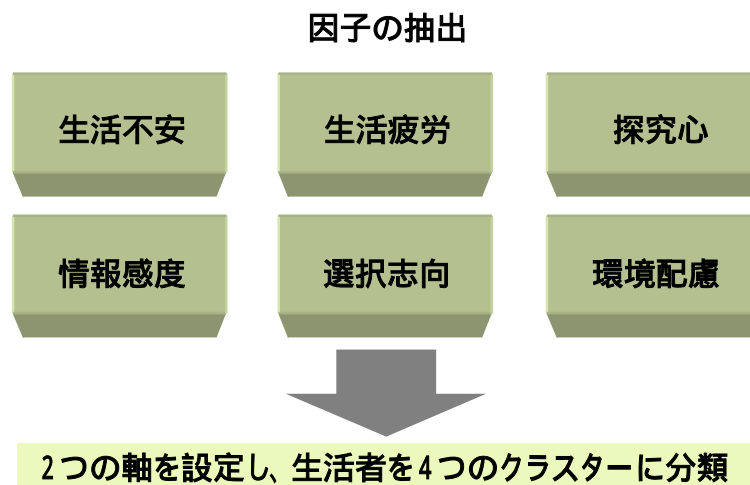 因子の抽出
生活不安
生活疲労
探究心
情報感度
選択志向
環境配慮
2つの軸を設定し、生活者を4つのクラスターに分類